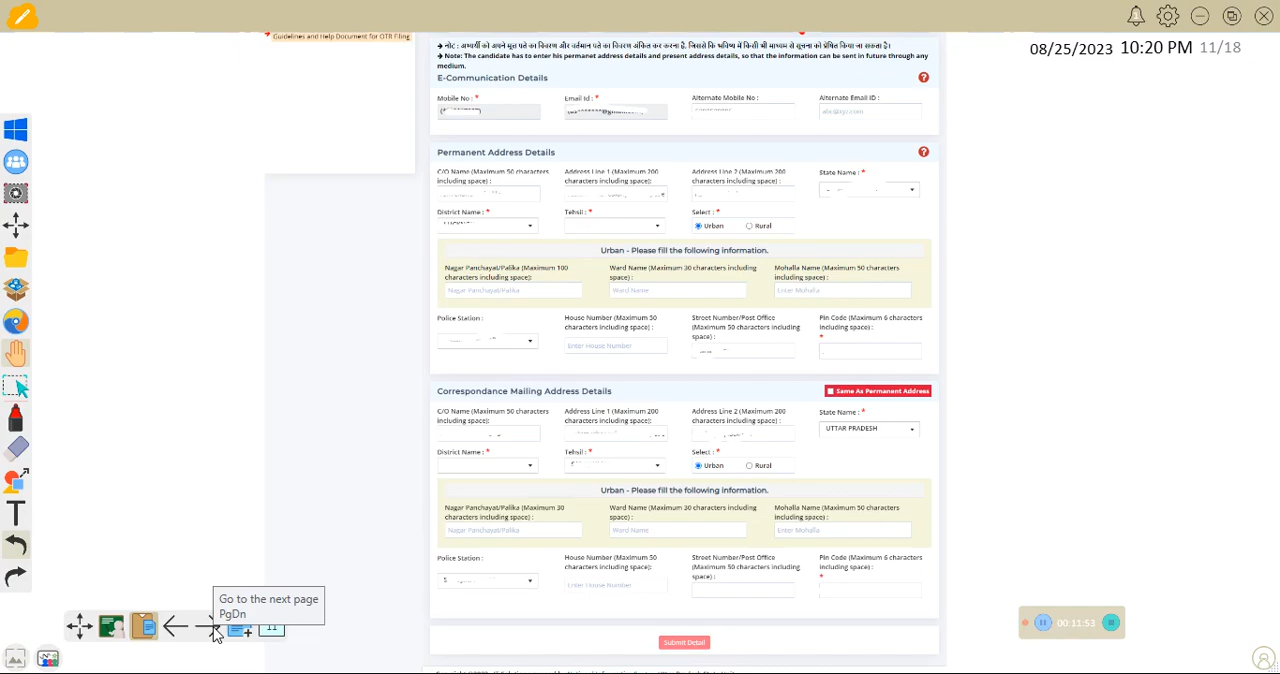 Guidelines and Help Document for OTR Filing
08/25/2023 10:20 PM 11/18
➔ नोट : अभ्यर्थी को अपने मूल पते का विवरण और वर्तमान पते का विवरण अंकित कर करना है, जिससे कि भविष्य में किसी भी माध्यम से सूचना को प्रेषित किया जा सकता है।
➔ Note: The candidate has to enter his permanet address details and present address details, so that the information can be sent in future through any
medium.
E-Communication Details
Mobile No : * Email Id : * Alternate Mobile No : Alternate Email ID :
abc@xyz.com
Permanent Address Details
C/O Name (Maximum 50 characters including space) : Address Line 1 (Maximum 200 characters including space): Address Line 2 (Maximum 200 characters including space) : State Name : *
District Name : * Tehsil : * Select : *
Urban Rural
Urban - Please fill the following information.
Nagar Panchayat/Palika (Maximum 100 characters including space): Ward Name (Maximum 30 characters including space) : Mohalla Name (Maximum 50 characters including space) :
Nagar Panchayat/Palika Ward Name Enter Mohalla
Police Station : House Number (Maximum 50 characters including space) : Street Number/Post Office (Maximum 50 characters including space) : Pin Code (Maximum 6 characters including space) : *
Enter House Number
Correspondance Mailing Address Details Same As Permanent Address
C/O Name (Maximum 50 characters including space): Address Line 1 (Maximum 200 characters including space) : Address Line 2 (Maximum 200 characters including space) : State Name : *
UTTAR PRADESH
District Name : * Tehsil : * Select : *
Urban Rural
Urban - Please fill the following information.
Nagar Panchayat/Palika (Maximum 30 characters including space) : Ward Name (Maximum 30 characters including space) : Mohalla Name (Maximum 50 characters including space) :
Nagar Panchayat/Palika Ward Name Enter Mohalla
Police Station : House Number (Maximum 50 characters including space) : Street Number/Post Office (Maximum 50 characters including space) : Pin Code (Maximum 6 characters including space) : *
Enter House Number
Submit Detail
Go to the next page
PgDn
11
00:11:53